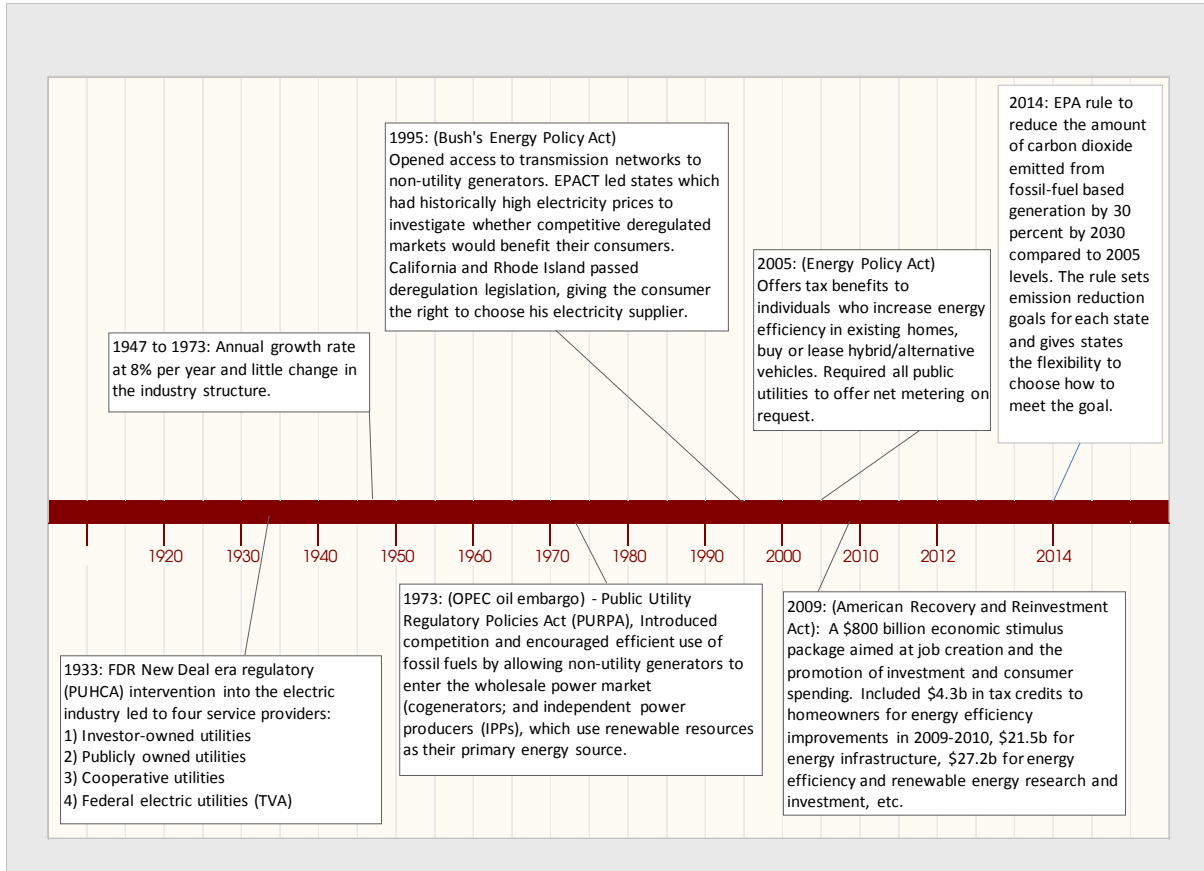 2014: EPA rule to
reduce the amount
of carbon dioxide
emitted from
fossil-fuel based
generation by 30
percent by 2030
compared to 2005
levels. The rule sets
emission reduction
goals for each state
and gives states
the flexibility to
choose how to
meet the goal.
1995: (Bush's Energy Policy Act)
Opened access to transmission networks to
non-utility generators. EPACT led states which
had historically high electricity prices to
investigate whether competitive deregulated
markets would benefit their consumers.
California and Rhode Island passed
deregulation legislation, giving the consumer
the right to choose his electricity supplier.
2005: (Energy Policy Act)
Offers tax benefits to
individuals who increase energy
efficiency in existing homes,
buy or lease hybrid/alternative
vehicles. Required all public
utilities to offer net metering on
request.
1947 to 1973: Annual growth rate
at 8% per year and little change in
the industry structure.
1920 1930 1940 1950 1960 1970 1980 1990 2000 2010 2012 2014
1973: (OPEC oil embargo) - Public Utility
Regulatory Policies Act (PURPA), Introduced
competition and encouraged efficient use of
fossil fuels by allowing non-utility generators to
enter the wholesale power market
(cogenerators; and independent power
producers (IPPs), which use renewable resources
as their primary energy source.
2009: (American Recovery and Reinvestment
Act): A $800 billion economic stimulus
package aimed at job creation and the
promotion of investment and consumer
spending. Included $4.3b in tax credits to
homeowners for energy efficiency
improvements in 2009-2010, $21.5b for
energy infrastructure, $27.2b for energy
efficiency and renewable energy research and
investment, etc.
1933: FDR New Deal era regulatory
(PUHCA) intervention into the electric
industry led to four service providers:
1) Investor-owned utilities
2) Publicly owned utilities
3) Cooperative utilities
4) Federal electric utilities (TVA)